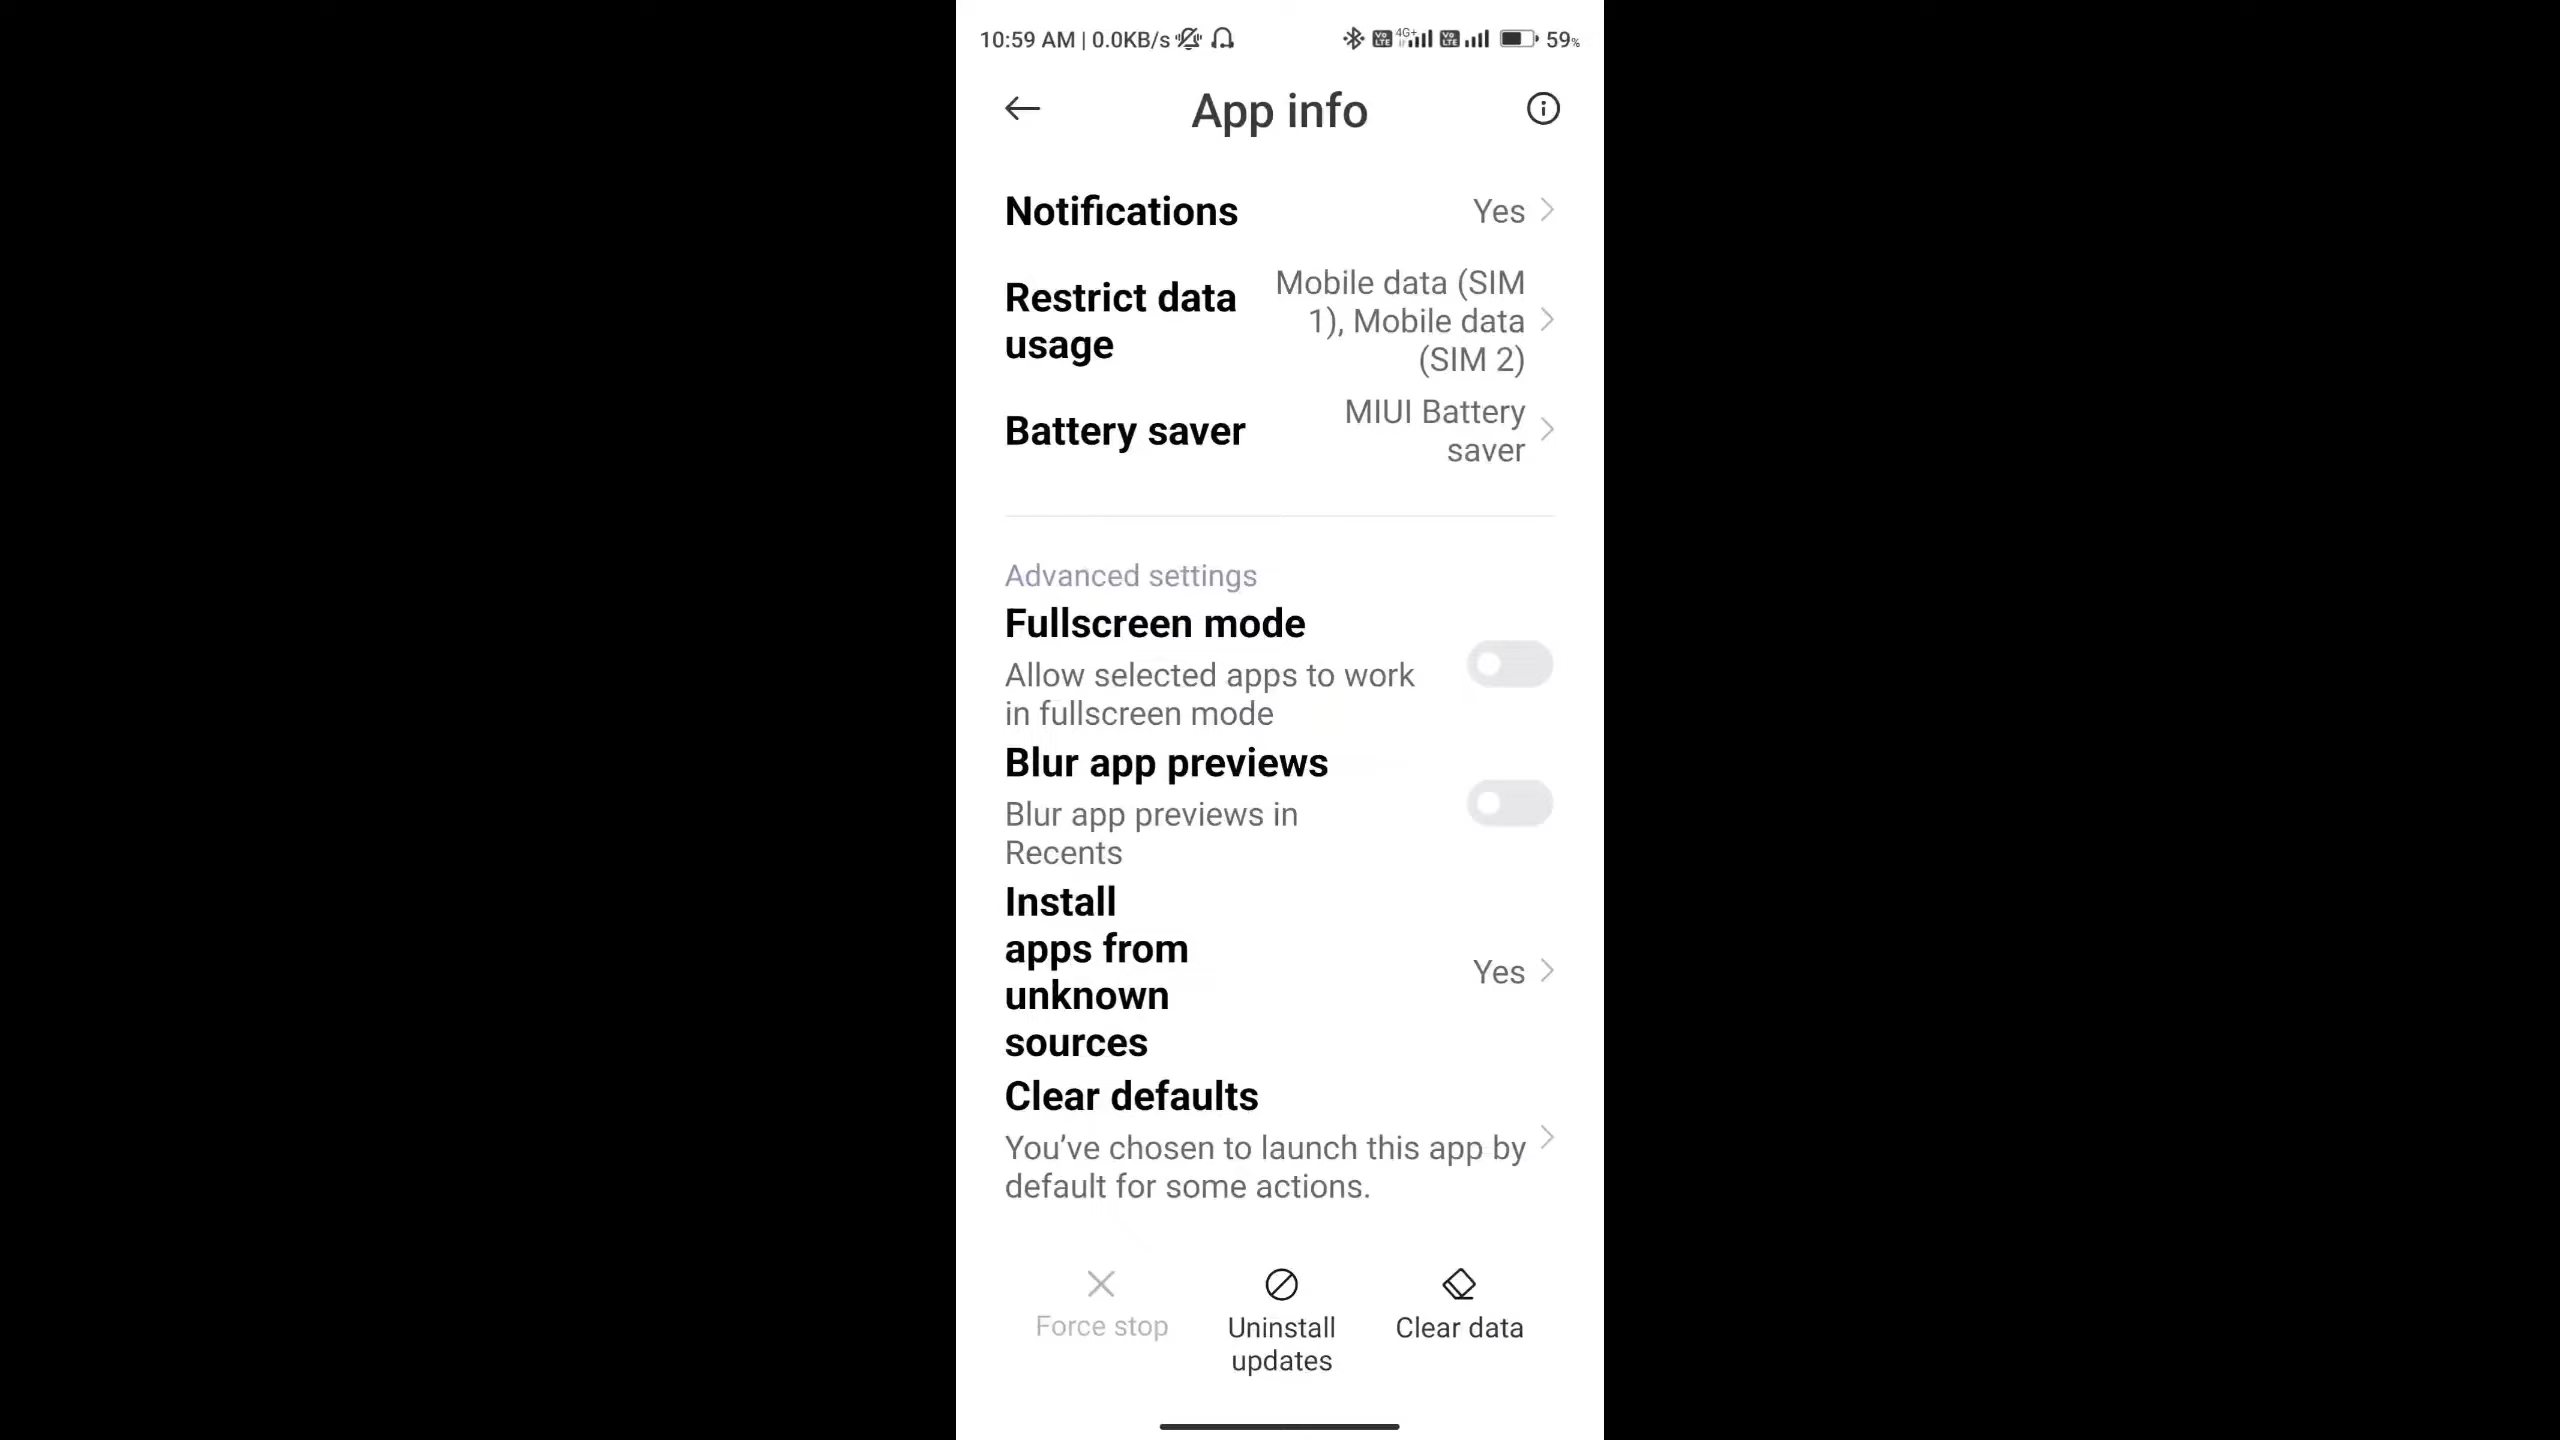 10:59 AM | 0.0KB/s
4G+
59%
App info
Notifications
Yes
Restrict data
usage
Mobile data (SIM
1), Mobile data
(SIM 2)
Battery saver
MIUI Battery
saver
Advanced settings
Fullscreen mode
Allow selected apps to work
in fullscreen mode
Blur app previews
Blur app previews in
Recents
Install
apps from
unknown
sources
Yes
Clear defaults
You’ve chosen to launch this app by
default for some actions.
Force stop
Uninstall
updates
Clear data